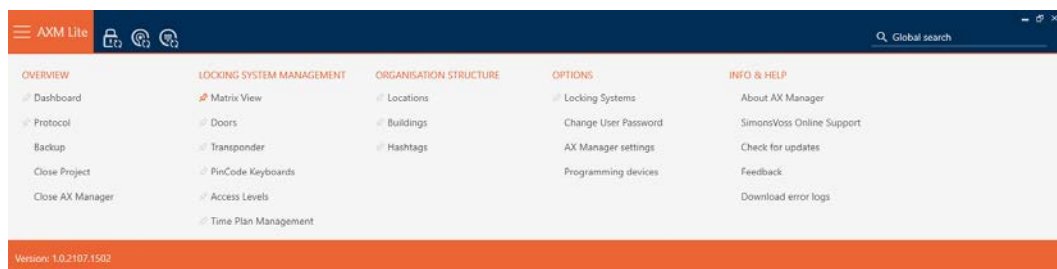 AXM Lite
Global search
OVERVIEW
Dashboard
Protocol
Backup
Close Project
Close AX Manager
LOCKING SYSTEM MANAGEMENT
Matrix View
Doors
Transponder
PinCode Keyboards
Access Levels
Time Plan Management
ORGANISATION STRUCTURE
Locations
Buildings
Hashtags
OPTIONS
Locking Systems
Change User Password
AX Manager settings
Programming devices
INFO & HELP
About AX Manager
SimonsVoss Online Support
Check for updates
Feedback
Download error logs
Version: 1.0.2107.1502